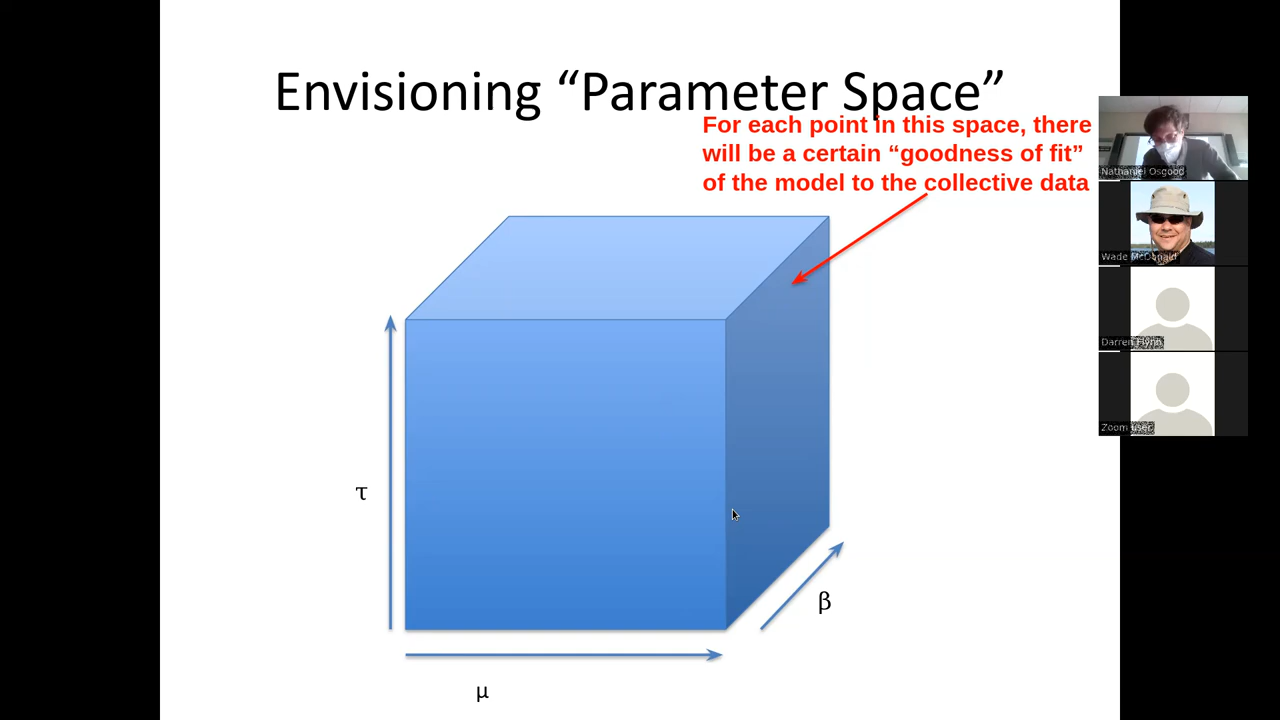 Envisioning “Parameter Space”
For each point in this space, there
will be a certain “goodness of fit”
of the model to the collective data
τ
β
μ
Nathaniel Osgood
Wade McDonald
Darren Flynn
Zoom user